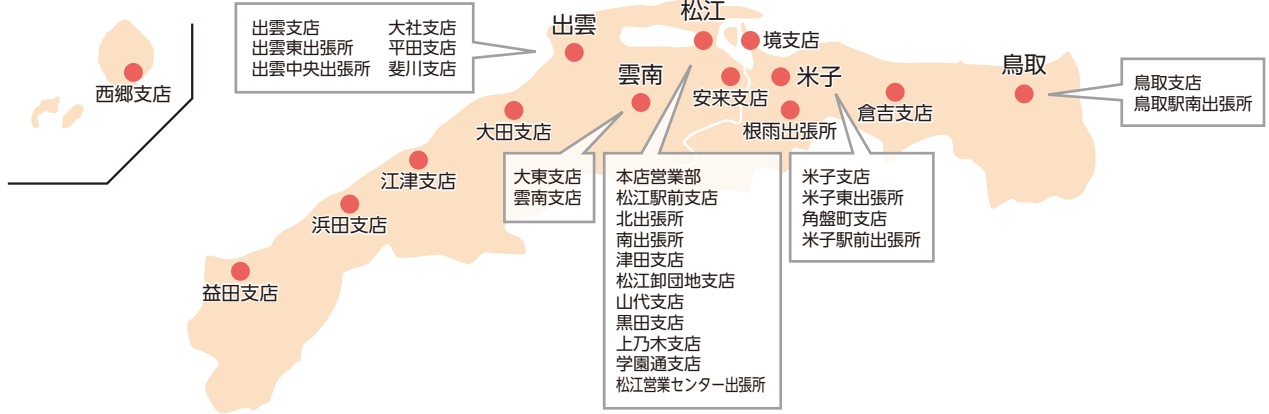 西郷支店
出雲支店 大社支店
出雲東出張所 平田支店
出雲中央出張所 斐川支店
出雲
松江
境支店
雲南
安来支店
米子
根雨出張所
倉吉支店
鳥取
鳥取支店
鳥取駅南出張所
大田支店
江津支店
浜田支店
益田支店
大東支店
雲南支店
本店営業部
松江駅前支店
北出張所
南出張所
津田支店
松江卸団地支店
山代支店
黒田支店
上乃木支店
学園通支店
松江営業センター出張所
米子支店
米子東出張所
角盤町支店
米子駅前出張所